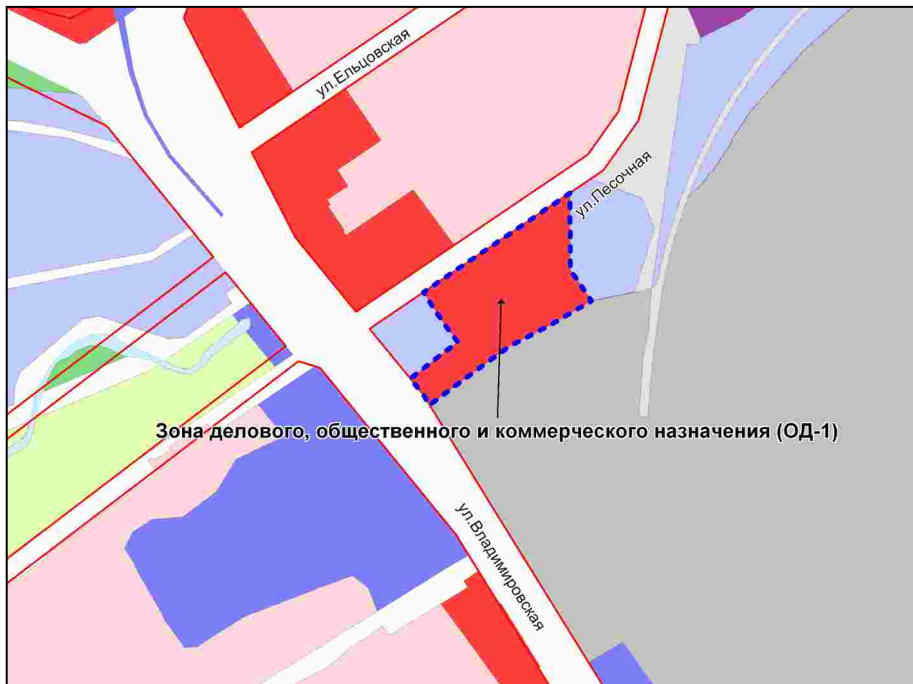 ул.Ельцовская
ул.Песочная
Зона делового, общественного и коммерческого назначения (ОД-1)
ул.Владимировская